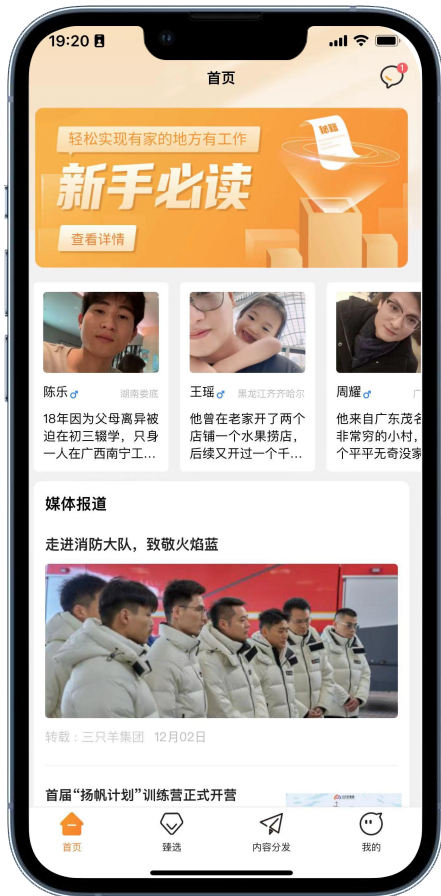 19:20
首页
1
轻松实现有家的地方有工作
秘籍
新手必读
查看详情
陈乐 湖南娄底
18年因为父母离异被
迫在初三辍学，只身
一人在广西南宁工...
王瑶 黑龙江齐齐哈尔
他曾在老家开了两个
店铺一个水果捞店，
后续又开过一个千...
周耀 广
他来自广东茂名
非常穷的小村，
个平平无奇没家
媒体报道
走进消防大队，致敬火焰蓝
转载：三只羊集团 12月02日
首届“扬帆计划”训练营正式开营
首页 臻选 内容分发 我的